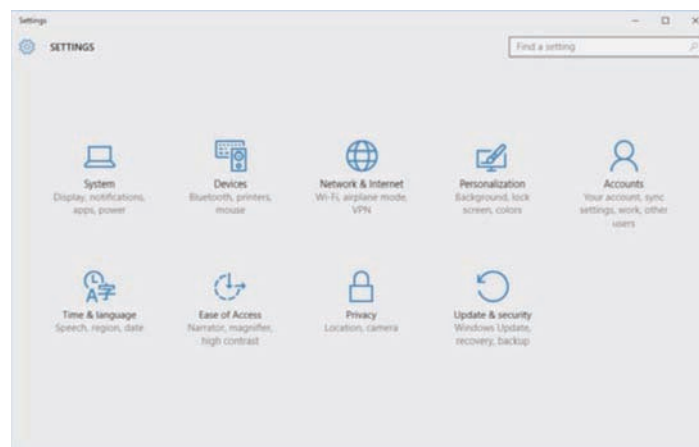 Settings
SETTINGS
Find a setting
System
Display, notifications,
apps, power
Devices
Bluetooth, printers,
mouse
Network & Internet
Wi-Fi, airplane mode,
VPN
Personalization
Background, lock
screen, colors
Accounts
Your account, sync
settings, work, other
users
A字
Time & language
Speech, region, date
Ease of Access
Narrator, magnifier,
high contrast
Privacy
Location, camera
Update & security
Windows Update,
recovery, backup